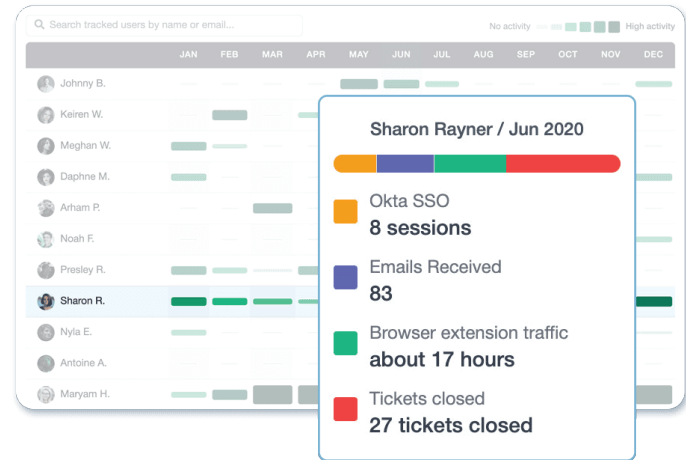 Search tracked users by name or email...
No activity
High activity
JAN FEB MAR APR MAY JUN JUL AUG SEP OCT NOV DEC
Johnny B.
Keiren W.
Meghan W.
Daphne M.
Arham P.
Noah F.
Presley R.
Sharon R.
Nyla E.
Antoine A.
Maryam H.
Sharon Rayner / Jun 2020
Okta SSO
8 sessions
Emails Received
83
Browser extension traffic
about 17 hours
Tickets closed
27 tickets closed